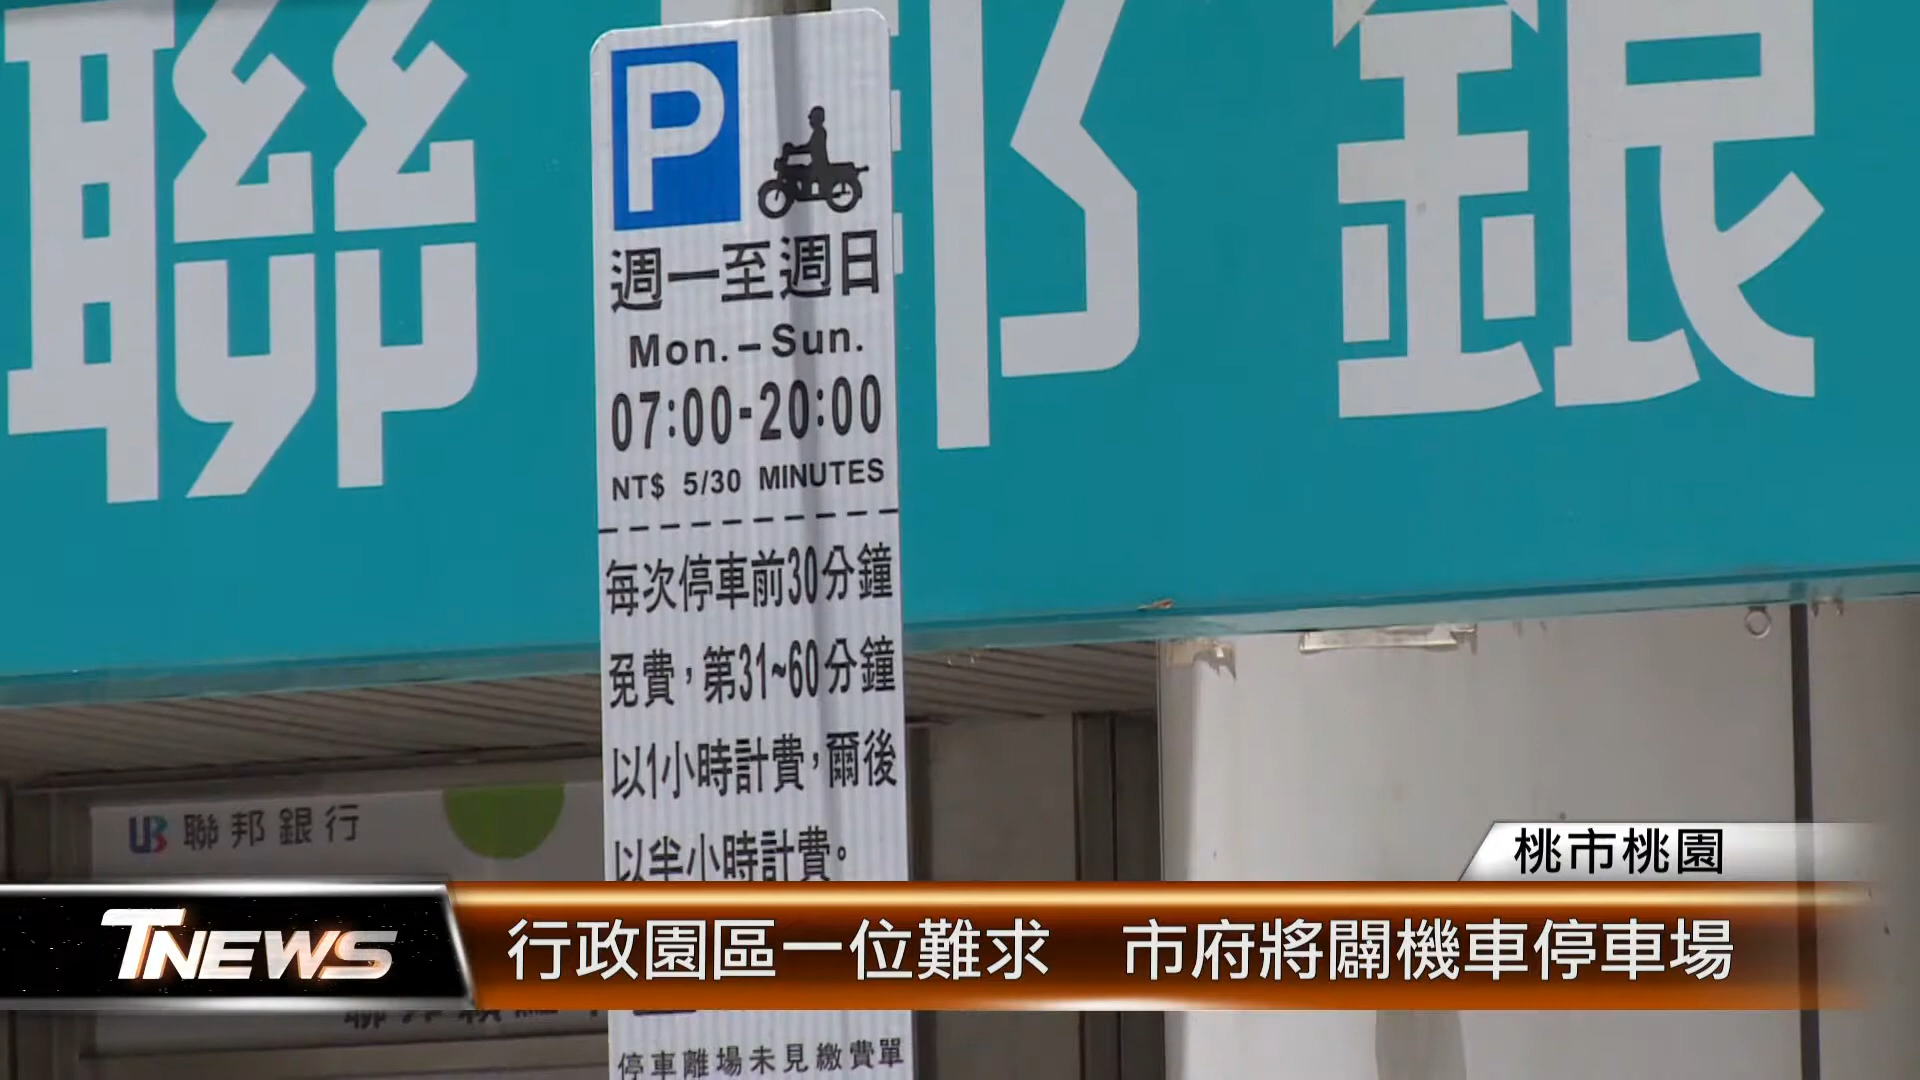 聯邦銀
P
週一至週日
Mon. – Sun.
07:00-20:00
NT$ 5/30 MINUTES
每次停車前30分鐘
免費，第31~60分鐘
以1小時計費，爾後
以半小時計費。
UB 聯邦銀行
桃市桃園
TNEWS
行政園區一位難求 市府將闢機車停車場
停車離場未見繳費單